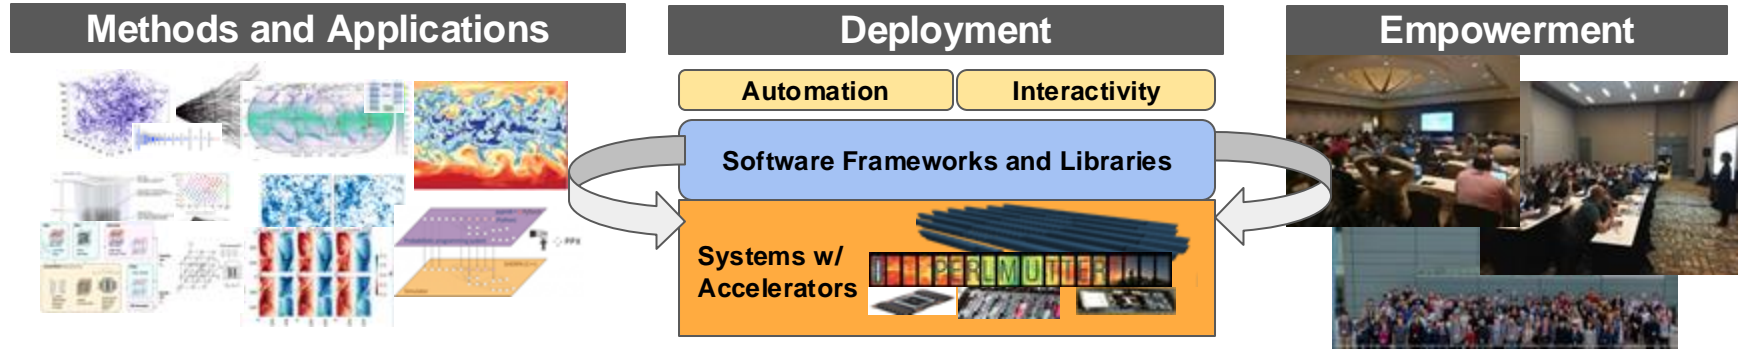 Methods and Applications
Deployment
Empowerment
Automation
Interactivity
Software Frameworks and Libraries
Systems w/
Accelerators
PERLMUTTER